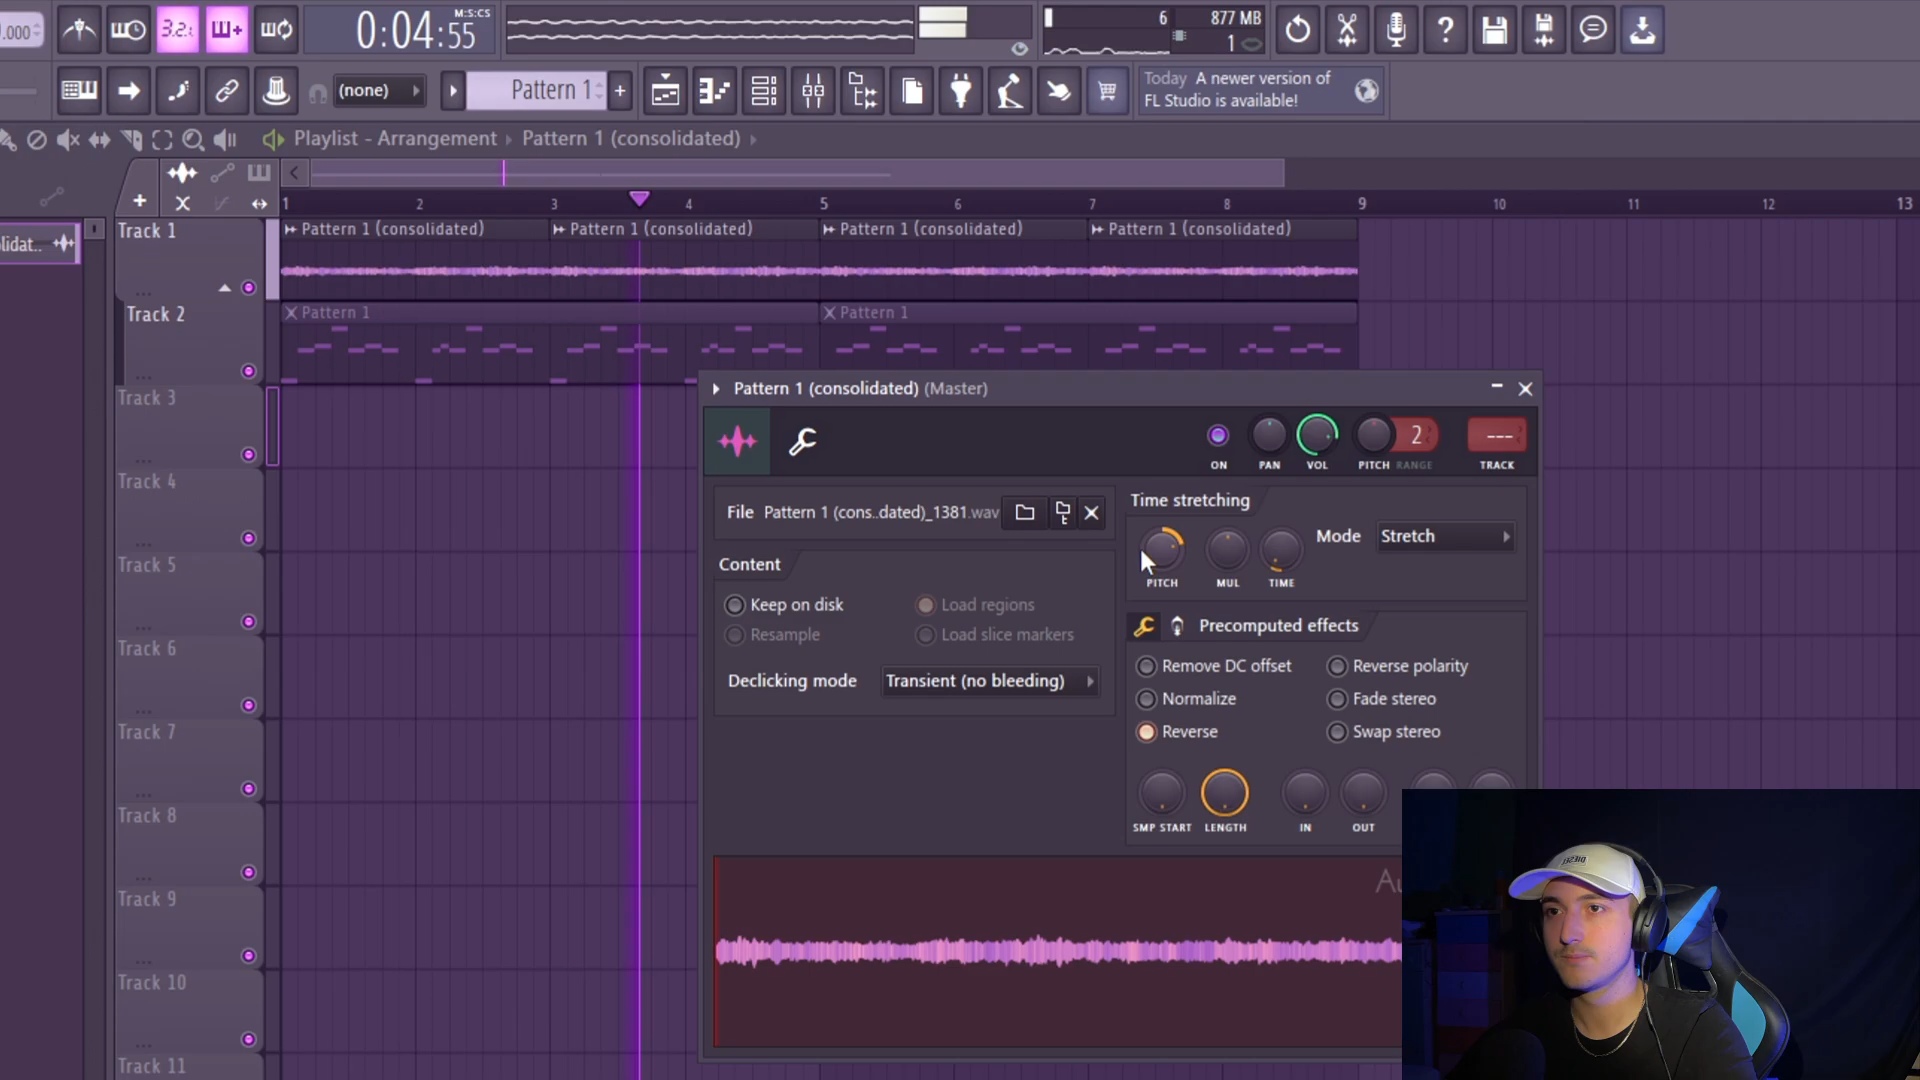 0.000
3.2.1
0:04:55
M:S:CS
6
877 MB
1
(none)
Pattern 1
+
Today A newer version of
FL Studio is available!
Playlist - Arrangement › Pattern 1 (consolidated) ›
1 2 3 4 5 6 7 8 9 10 11 12 13
lidat..
Track 1
Pattern 1 (consolidated)
Pattern 1 (consolidated)
Pattern 1 (consolidated)
Pattern 1 (consolidated)
Track 2
Pattern 1
Pattern 1
Track 3
Track 4
Track 5
Track 6
Track 7
Track 8
Track 9
Track 10
Track 11
Pattern 1 (consolidated) (Master)
2
---
ON PAN VOL PITCH RANGE TRACK
File Pattern 1 (cons..dated)_1381.wav
Time stretching
PITCH MUL TIME
Mode Stretch
Content
Keep on disk
Load regions
Resample
Load slice markers
Declicking mode Transient (no bleeding)
Precomputed effects
Remove DC offset
Reverse polarity
Normalize
Fade stereo
Reverse
Swap stereo
SMP START LENGTH IN OUT
Au
DIESEL